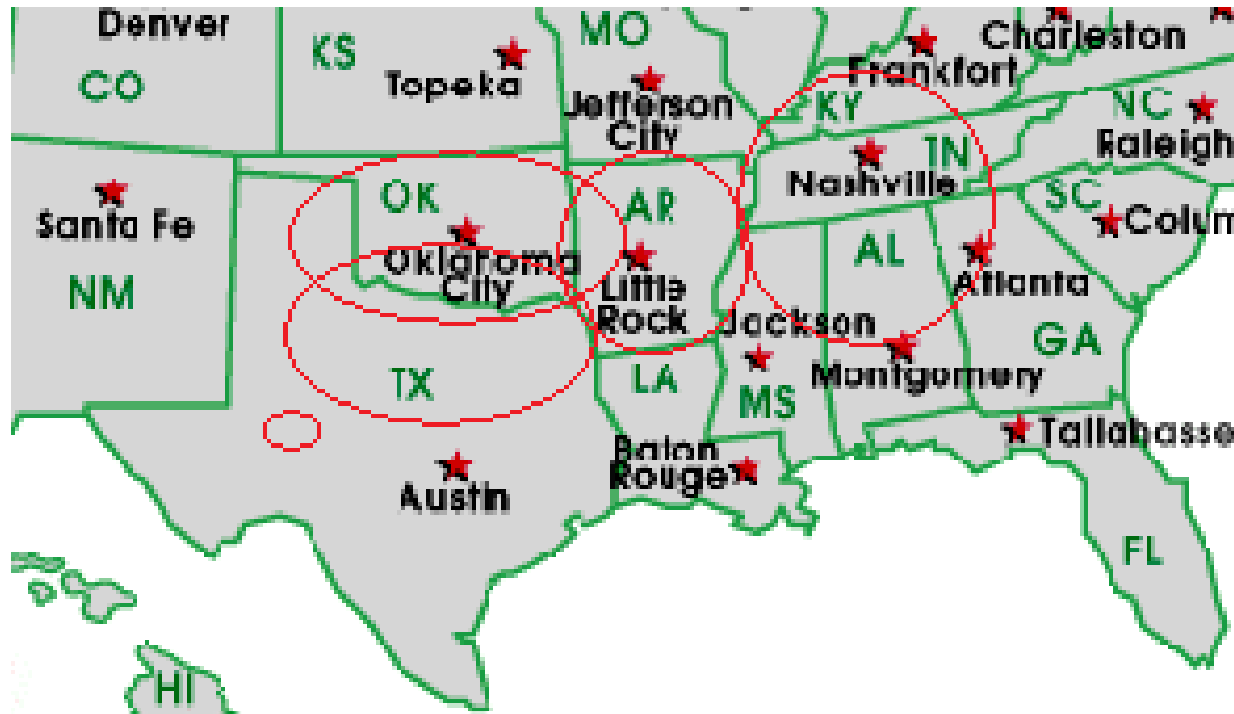 Denver
CO
KS
Topeka
MO
Jefferson
City
Frankfort
KY
Charleston
NC
Raleigh
TN
Nashville
Santa Fe
NM
OK
Oklahoma
City
AR
Little
Rock
SC
Colum
AL
Atlanta
GA
Jackson
MS
Montgomery
TX
LA
Baton
Rouge
Tallahasse
Austin
FL
HI